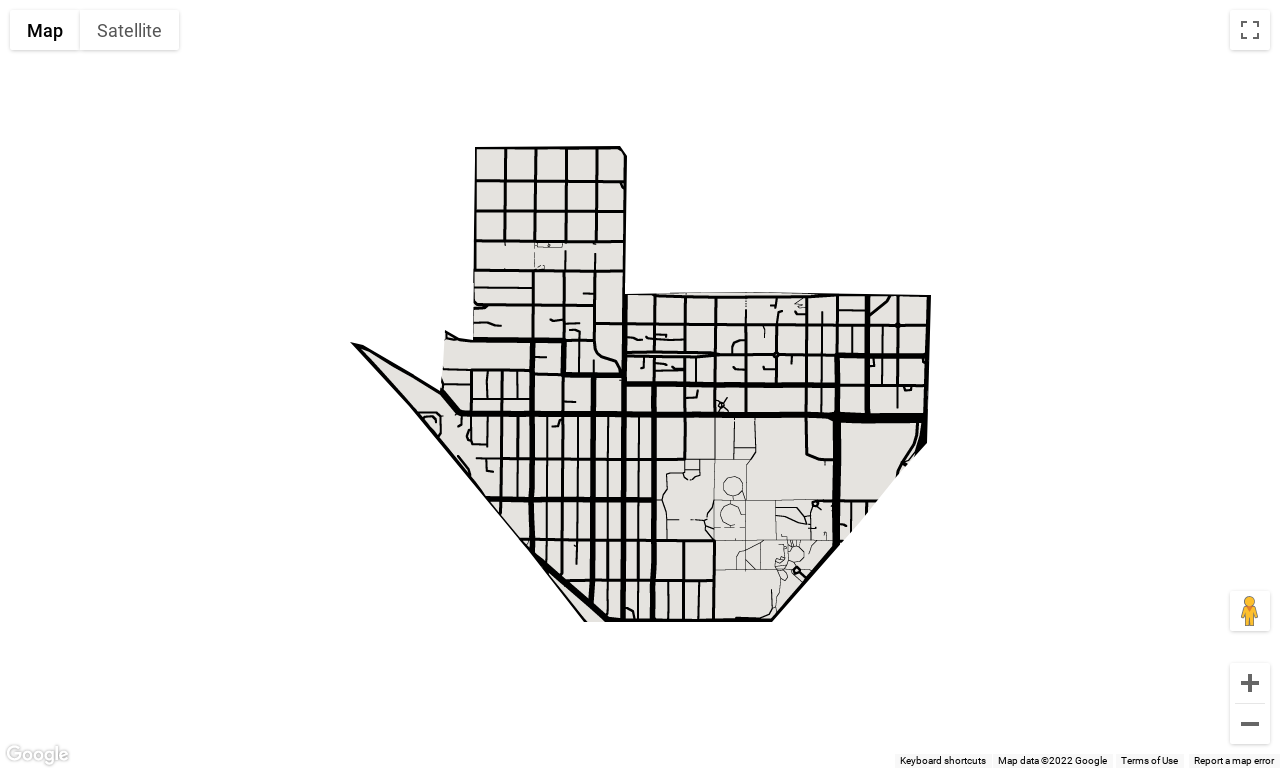 Map Satellite
Google
Keyboard shortcuts Map data ©2022 Google Terms of Use Report a map error